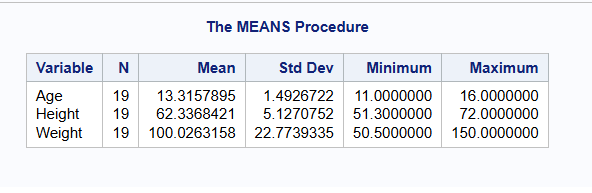 The MEANS Procedure
Variable N Mean Std Dev Minimum Maximum
Age 19 13.3157895 1.4926722 11.0000000 16.0000000
Height 19 62.3368421 5.1270752 51.3000000 72.0000000
Weight 19 100.0263158 22.7739335 50.5000000 150.0000000